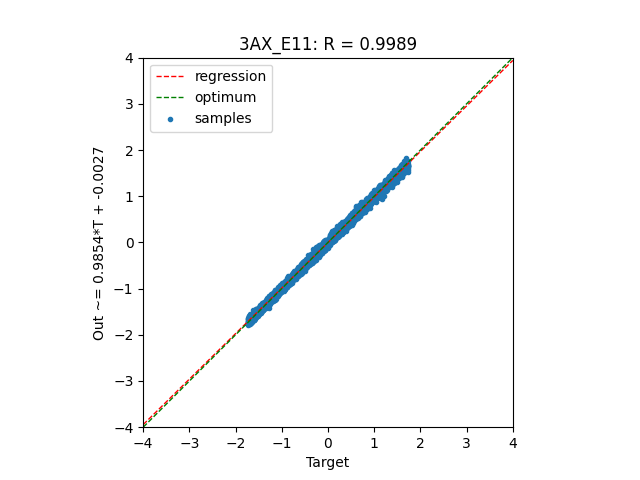 3AX_E11: R = 0.9989
regression
optimum
samples
4
3
2
1
0
−1
−2
−3
−4
Out ~= 0.9854*T + -0.0027
−4 −3 −2 −1 0 1 2 3 4
Target